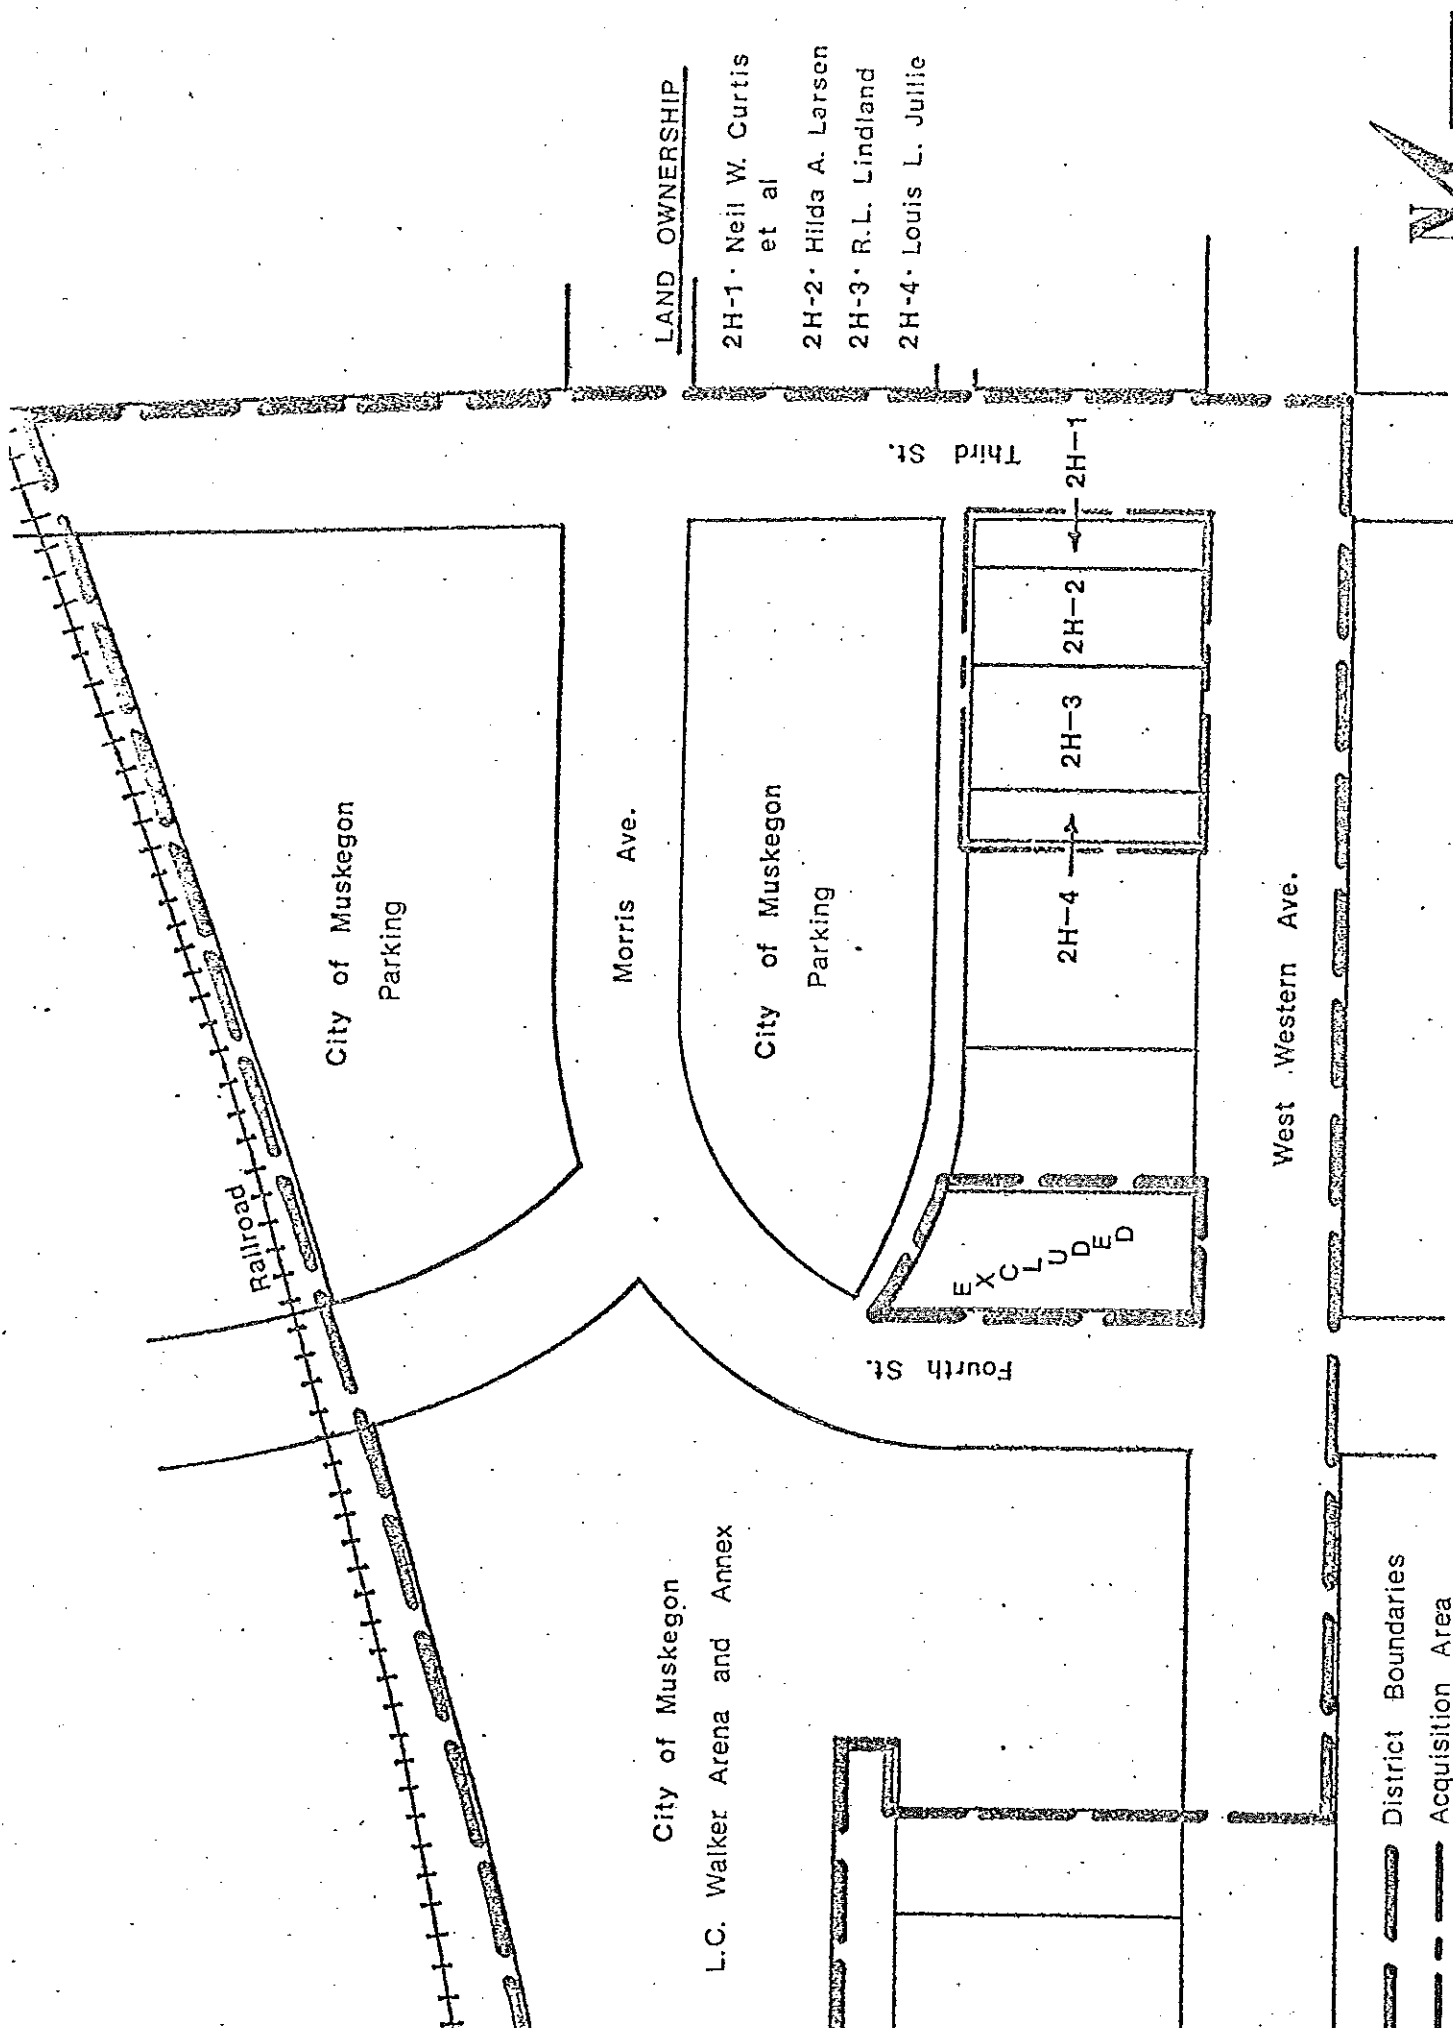 LAND OWNERSHIP
2H-1 · Neil W. Curtis
et al
2H-2 · Hilda A. Larsen
2H-3 · R.L. Lindland
2H-4 · Louis L. Jullie
Railroad
City of Muskegon
Parking
Morris Ave.
City of Muskegon
Parking
Third St.
2H-1
2H-2
2H-3
2H-4
EXCLUDED
Fourth St.
West Western Ave.
City of Muskegon
L.C. Walker Arena and Annex
District Boundaries
Acquisition Area
N